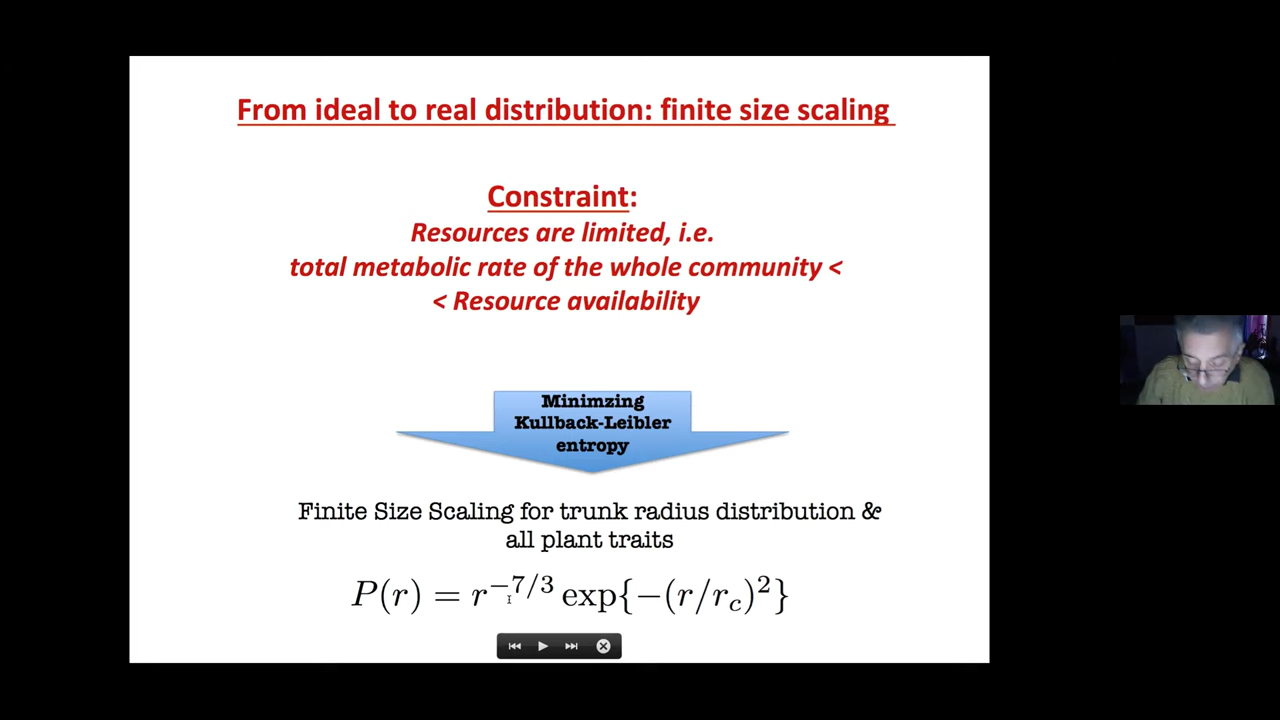 From ideal to real distribution: finite size scaling
Constraint:
Resources are limited, i.e.
total metabolic rate of the whole community <
< Resource availability
Minimzing
Kullback-Leibler
entropy
Finite Size Scaling for trunk radius distribution &
all plant traits
P(r) = r^{-7/3} exp{-(r/r_c)^2}